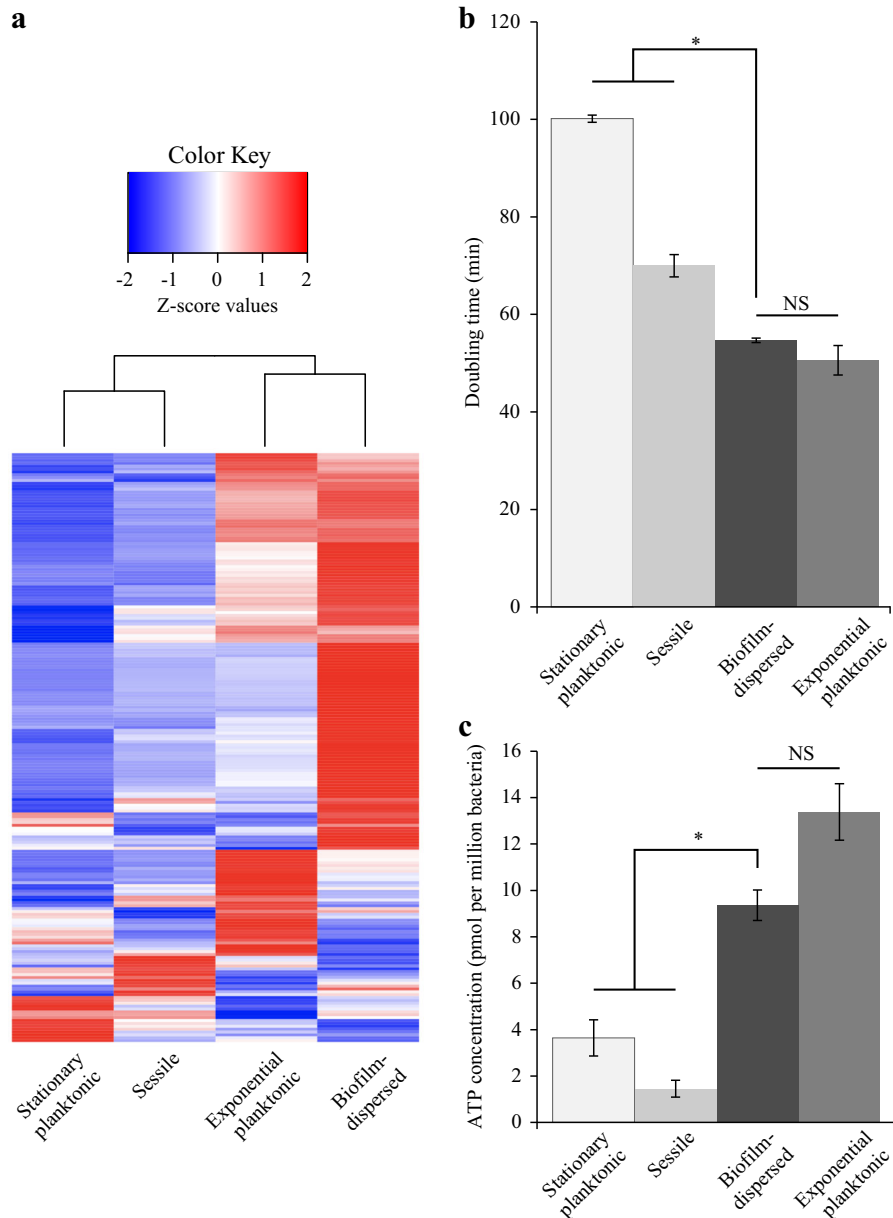 a
Color Key
-2 -1 0 1 2
Z-score values
Stationary
planktonic
Sessile
Exponential
planktonic
Biofilm-
dispersed
b
Doubling time (min)
120
100
80
60
40
20
0
*
NS
Stationary
planktonic
Sessile
Biofilm-
dispersed
Exponential
planktonic
c
ATP concentration (pmol per million bacteria)
16
14
12
10
8
6
4
2
0
*
NS
Stationary
planktonic
Sessile
Biofilm-
dispersed
Exponential
planktonic